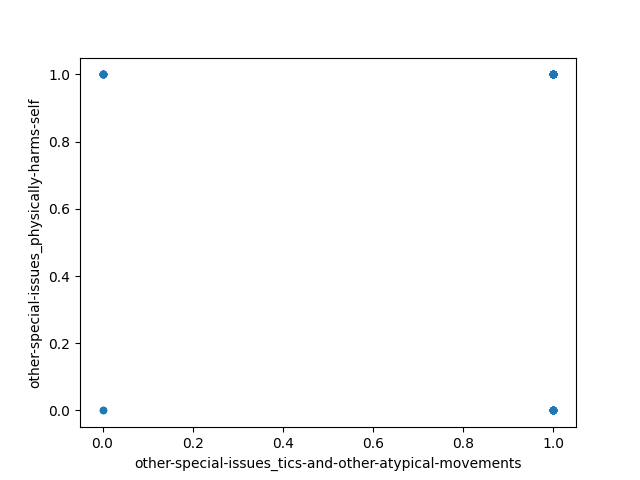 1.0
0.8
0.6
0.4
0.2
0.0
other-special-issues_physically-harms-self
0.0 0.2 0.4 0.6 0.8 1.0
other-special-issues_tics-and-other-atypical-movements